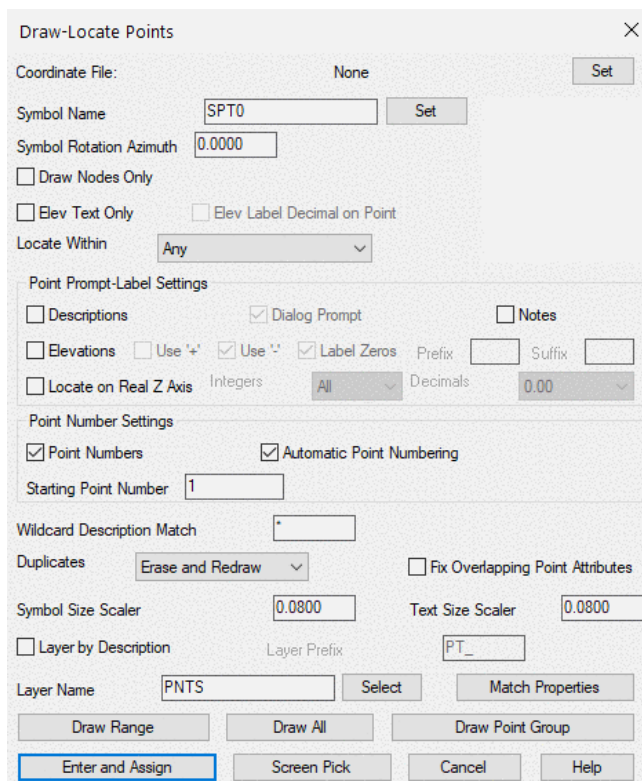 Draw-Locate Points
Coordinate File: None Set
Symbol Name SPT0 Set
Symbol Rotation Azimuth 0.0000
Draw Nodes Only
Elev Text Only Elev Label Decimal on Point
Locate Within Any
Point Prompt-Label Settings
Descriptions Dialog Prompt Notes
Elevations Use '+' Use '-' Label Zeros Prefix Suffix
Locate on Real Z Axis Integers All Decimals 0.00
Point Number Settings
Point Numbers Automatic Point Numbering
Starting Point Number 1
Wildcard Description Match *
Duplicates Erase and Redraw Fix Overlapping Point Attributes
Symbol Size Scaler 0.0800 Text Size Scaler 0.0800
Layer by Description Layer Prefix PT_
Layer Name PNTS Select Match Properties
Draw Range Draw All Draw Point Group
Enter and Assign Screen Pick Cancel Help